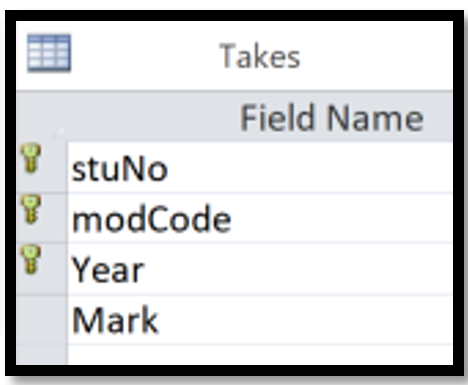 Takes
Field Name
stuNo
modCode
Year
Mark